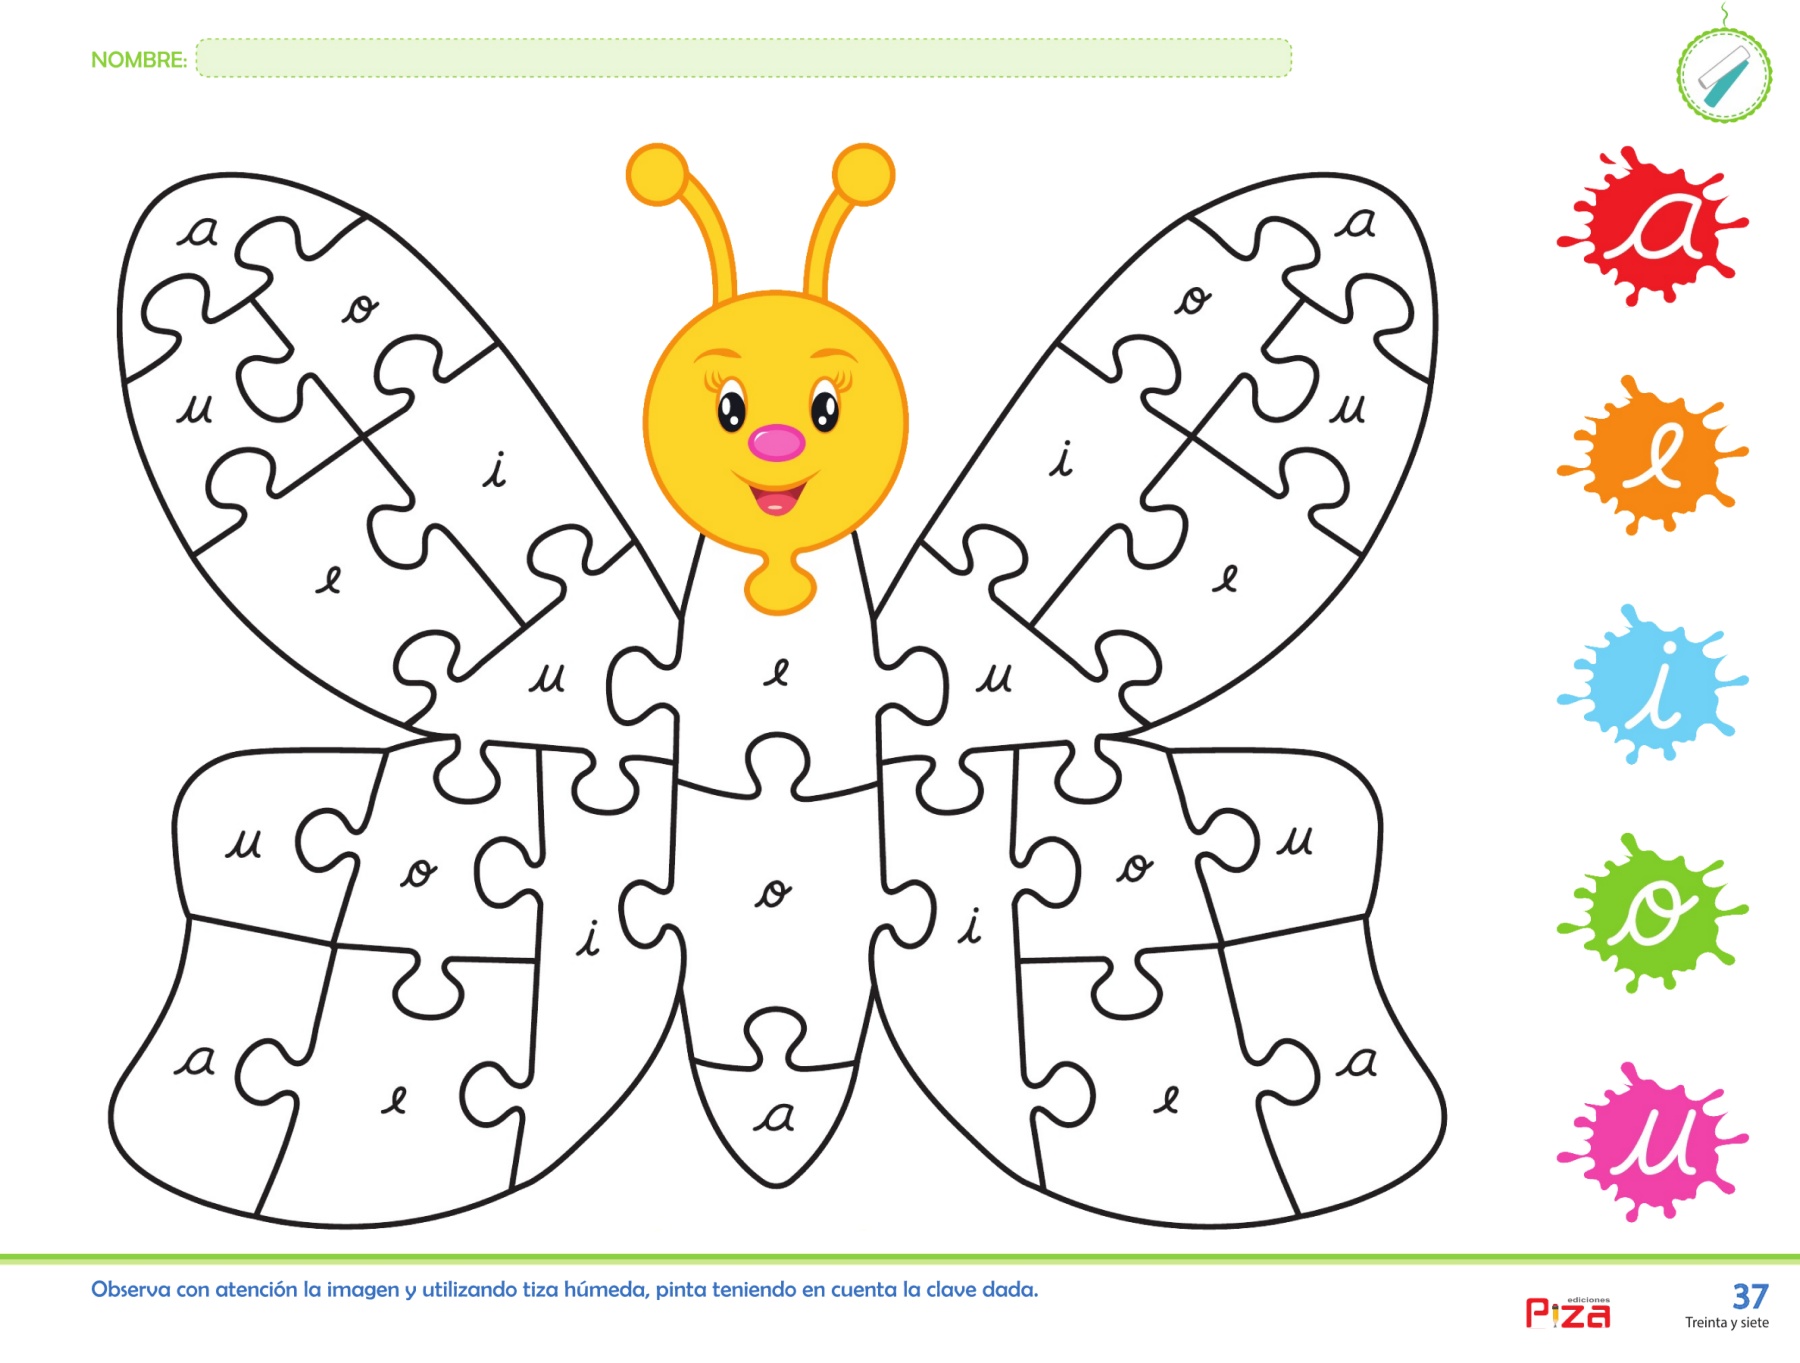 NOMBRE:
a
a
a
o
o
u
u
e
i
i
e
e
i
u
e
u
u
o
o
u
o
i
i
o
a
e
e
a
a
u
Observa con atención la imagen y utilizando tiza húmeda, pinta teniendo en cuenta la clave dada.
ediciones
Piza
37
Treinta y siete